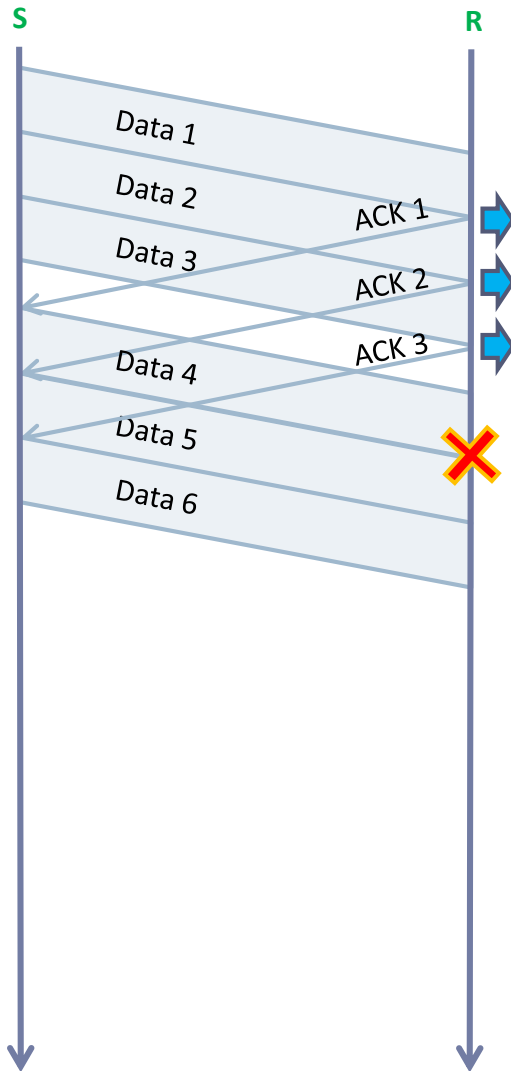 S
R
Data 1
Data 2
ACK 1
Data 3
ACK 2
ACK 3
Data 4
Data 5
Data 6